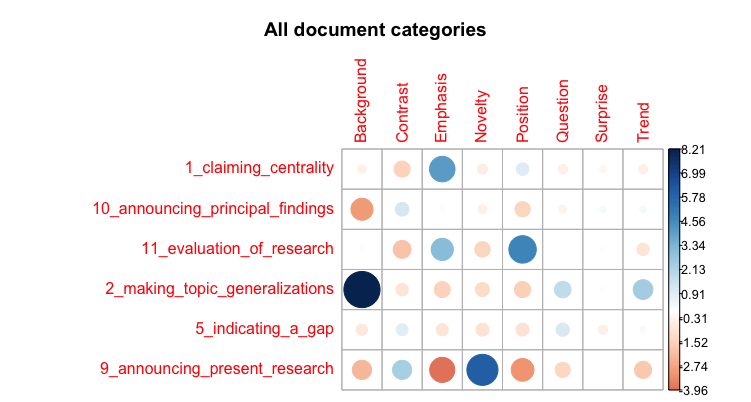 All document categories
Background
Contrast
Emphasis
Novelty
Position
Question
Surprise
Trend
1_claiming_centrality
10_announcing_principal_findings
11_evaluation_of_research
2_making_topic_generalizations
5_indicating_a_gap
9_announcing_present_research
8.21
6.99
5.78
4.56
3.34
2.13
0.91
-0.31
-1.52
-2.74
-3.96